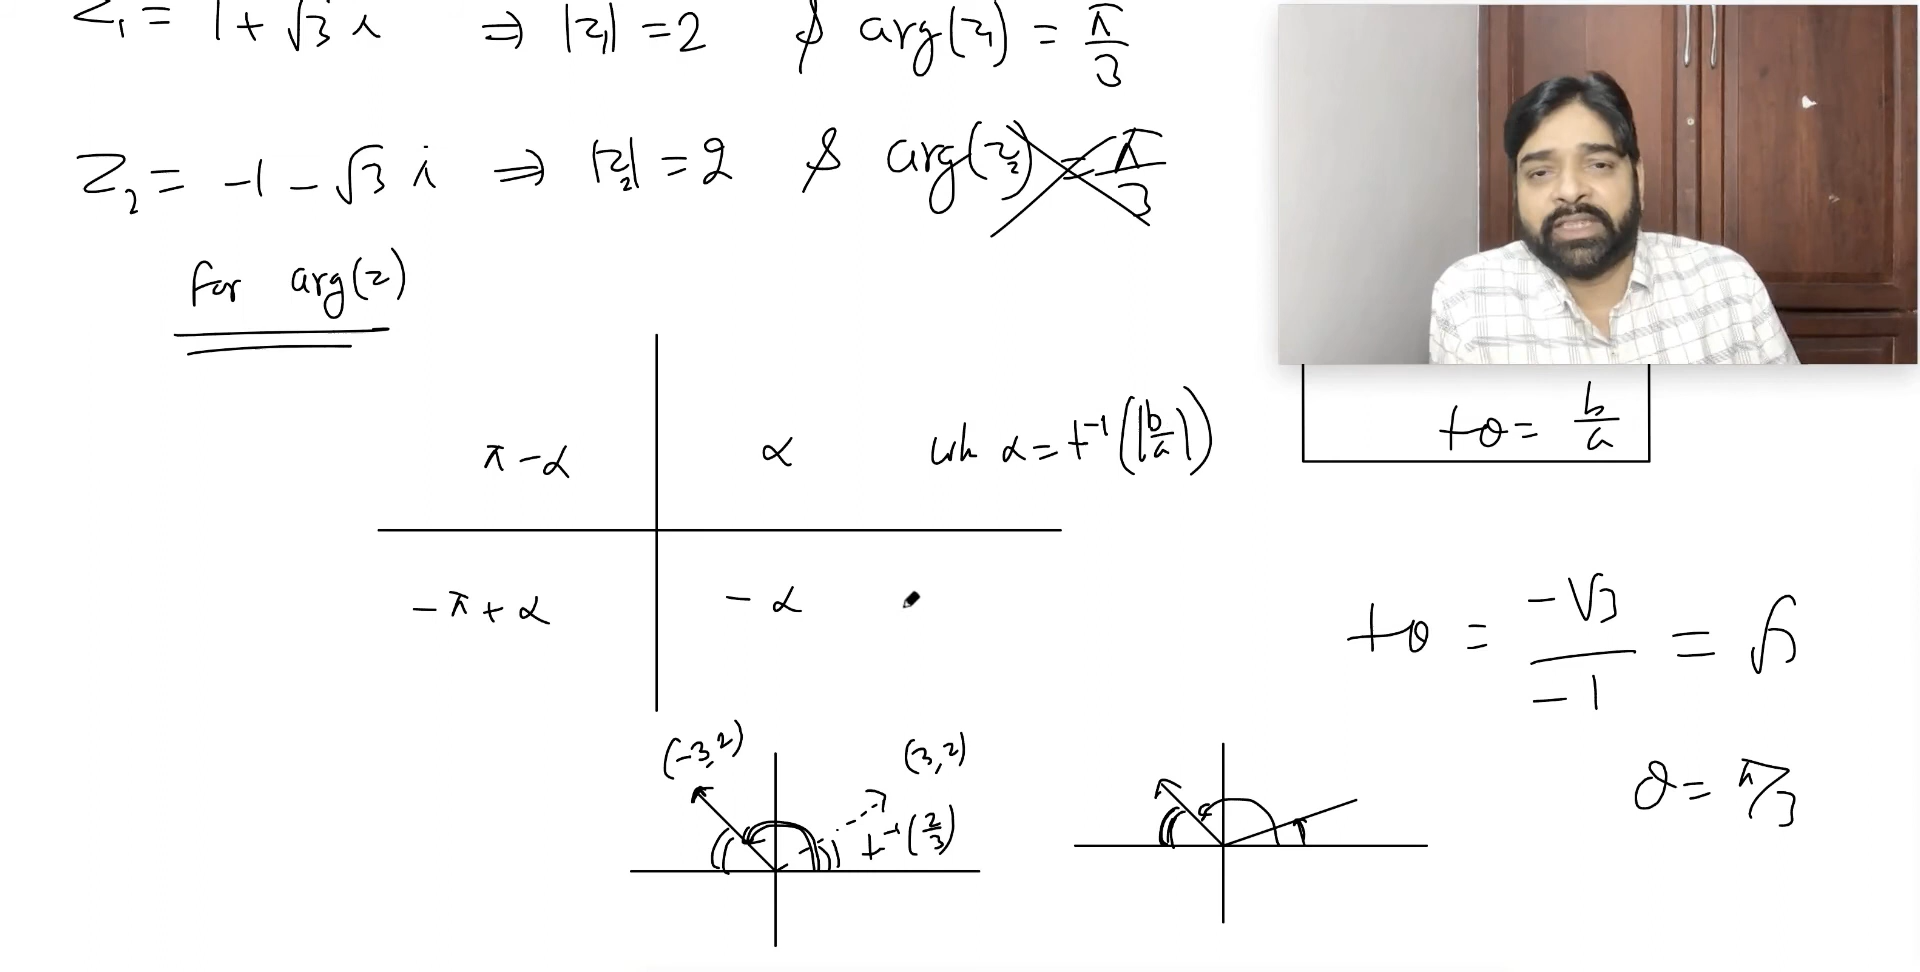 Z₁ = 1 + √3 i ⇒ |z₁| = 2 & arg(z₁) = π/3
Z₂ = -1 - √3 i ⇒ |z₂| = 2 & arg(z₂) = π/3
for arg(z)
π - α
α
wh α = t⁻¹(|b/a|)
tθ = b/a
-π + α
- α
tθ = -√3/-1 = √3
θ = π/3
(-3,2)
(3,2)
t⁻¹(2/3)